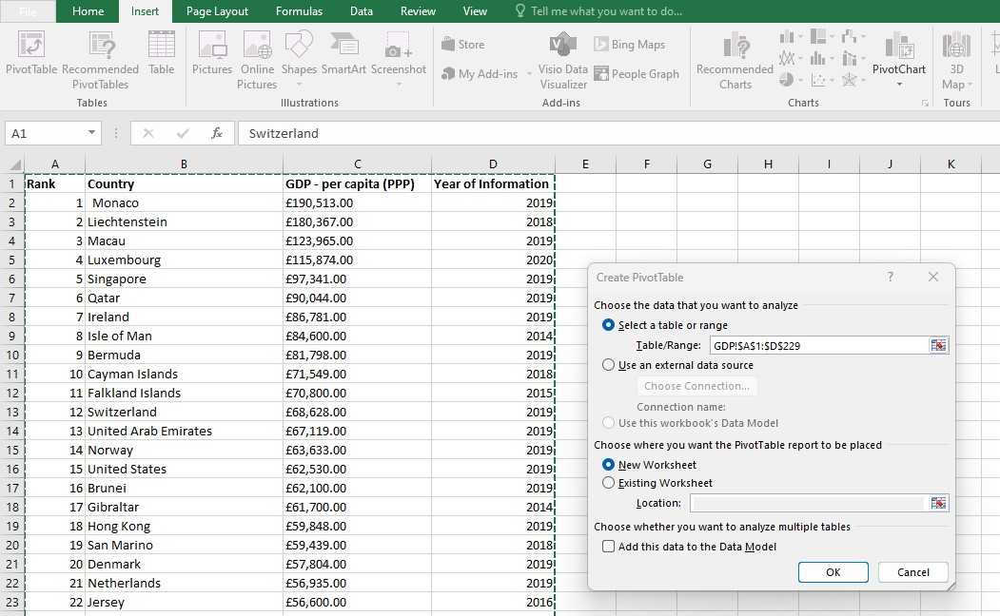 File Home Insert Page Layout Formulas Data Review View Tell me what you want to do...
PivotTable Recommended PivotTables Table Pictures Online Pictures Shapes SmartArt Screenshot Store My Add-ins Visio Data Visualizer Bing Maps People Graph Recommended Charts PivotChart 3D Map
Tables Illustrations Add-ins Charts Tours
A1 fx Switzerland
A B C D E F G H I J K
1 Rank Country GDP - per capita (PPP) Year of Information
2 1 Monaco £190,513.00 2019
3 2 Liechtenstein £180,367.00 2018
4 3 Macau £123,965.00 2019
5 4 Luxembourg £115,874.00 2020
6 5 Singapore £97,341.00 2019
7 6 Qatar £90,044.00 2019
8 7 Ireland £86,781.00 2019
9 8 Isle of Man £84,600.00 2014
10 9 Bermuda £81,798.00 2019
11 10 Cayman Islands £71,549.00 2018
12 11 Falkland Islands £70,800.00 2015
13 12 Switzerland £68,628.00 2019
14 13 United Arab Emirates £67,119.00 2019
15 14 Norway £63,633.00 2019
16 15 United States £62,530.00 2019
17 16 Brunei £62,100.00 2019
18 17 Gibraltar £61,700.00 2014
19 18 Hong Kong £59,848.00 2019
20 19 San Marino £59,439.00 2018
21 20 Denmark £57,804.00 2019
22 21 Netherlands £56,935.00 2019
23 22 Jersey £56,600.00 2016
Create PivotTable ?
Choose the data that you want to analyze
Select a table or range
Table/Range: GDP!$A$1:$D$229
Use an external data source
Choose Connection...
Connection name:
Use this workbook's Data Model
Choose where you want the PivotTable report to be placed
New Worksheet
Existing Worksheet
Location:
Choose whether you want to analyze multiple tables
Add this data to the Data Model
OK Cancel